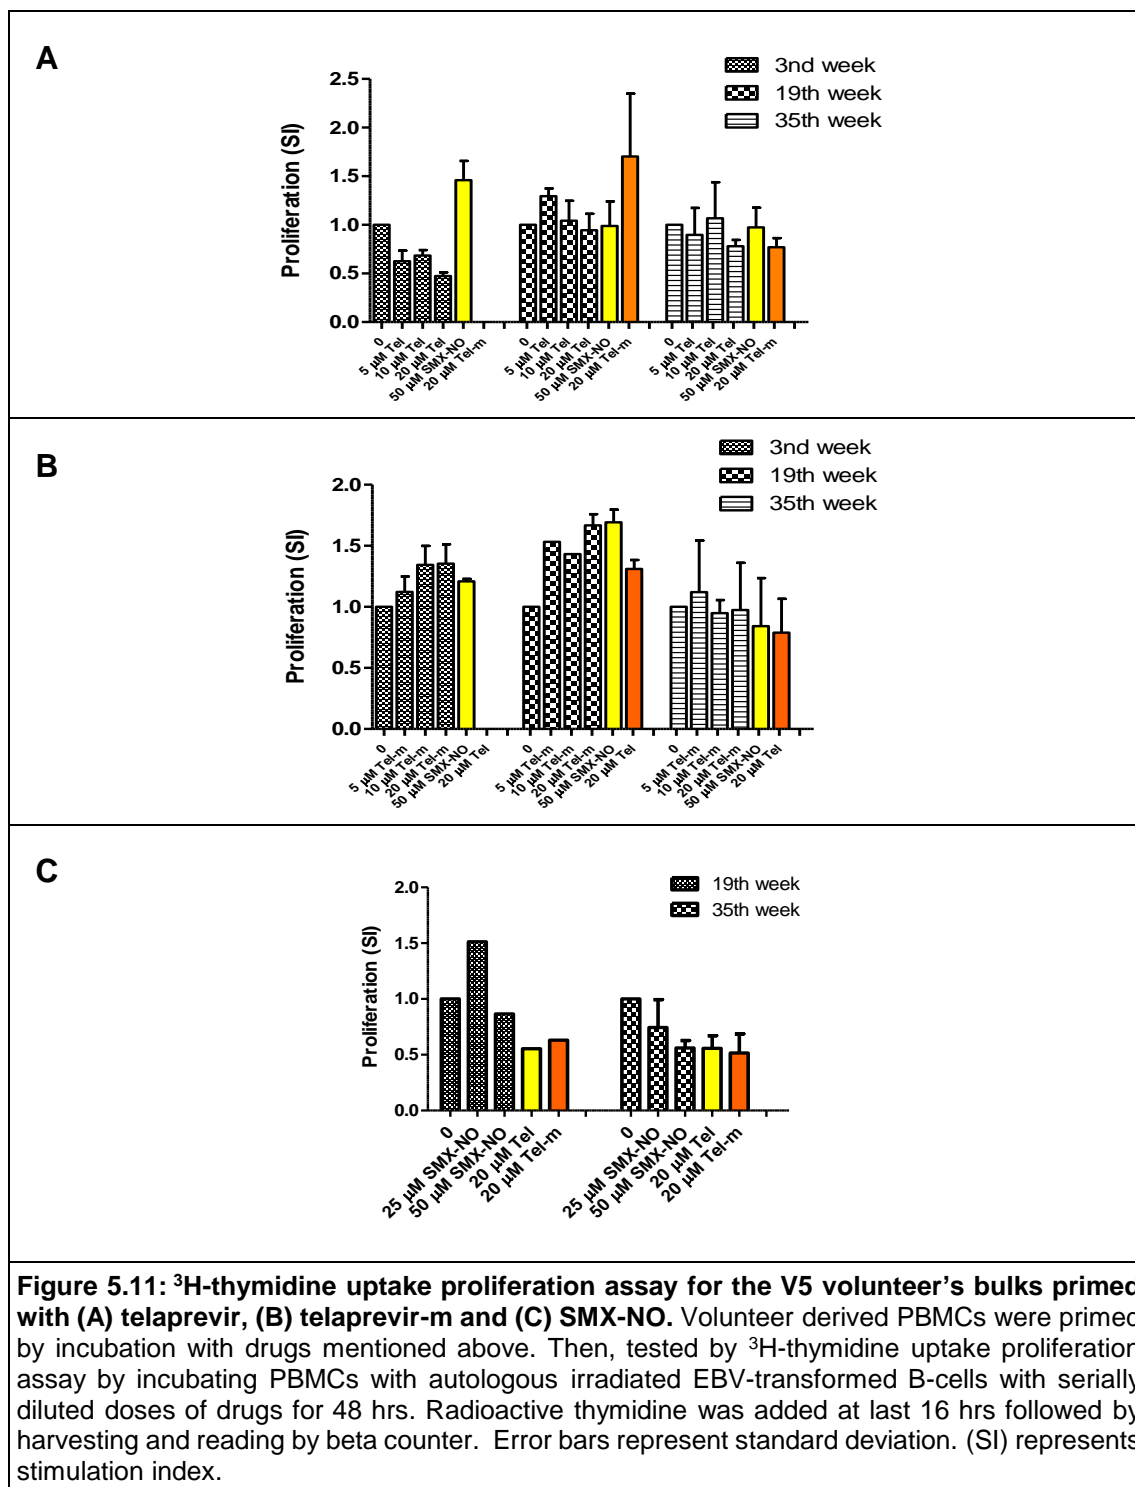 A
3nd week
19th week
35th week
Proliferation (SI)
2.5
2.0
1.5
1.0
0.5
0.0
0
5 µM Tel
10 µM Tel
20 µM Tel
50 µM SMX-NO
20 µM Tel-m
0
5 µM Tel
10 µM Tel
20 µM Tel
50 µM SMX-NO
20 µM Tel-m
0
5 µM Tel
10 µM Tel
20 µM Tel
50 µM SMX-NO
20 µM Tel-m
B
3nd week
19th week
35th week
Proliferation (SI)
2.0
1.5
1.0
0.5
0.0
0
5 µM Tel-m
10 µM Tel-m
20 µM Tel-m
50 µM SMX-NO
20 µM Tel
0
5 µM Tel-m
10 µM Tel-m
20 µM Tel-m
50 µM SMX-NO
20 µM Tel
0
5 µM Tel-m
10 µM Tel-m
20 µM Tel-m
50 µM SMX-NO
20 µM Tel
C
19th week
35th week
Proliferation (SI)
2.0
1.5
1.0
0.5
0.0
0
25 µM SMX-NO
50 µM SMX-NO
20 µM Tel
20 µM Tel-m
0
25 µM SMX-NO
50 µM SMX-NO
20 µM Tel
20 µM Tel-m
Figure 5.11: ³H-thymidine uptake proliferation assay for the V5 volunteer's bulks primed
with (A) telaprevir, (B) telaprevir-m and (C) SMX-NO. Volunteer derived PBMCs were primed
by incubation with drugs mentioned above. Then, tested by ³H-thymidine uptake proliferation
assay by incubating PBMCs with autologous irradiated EBV-transformed B-cells with serially
diluted doses of drugs for 48 hrs. Radioactive thymidine was added at last 16 hrs followed by
harvesting and reading by beta counter. Error bars represent standard deviation. (SI) represents
stimulation index.